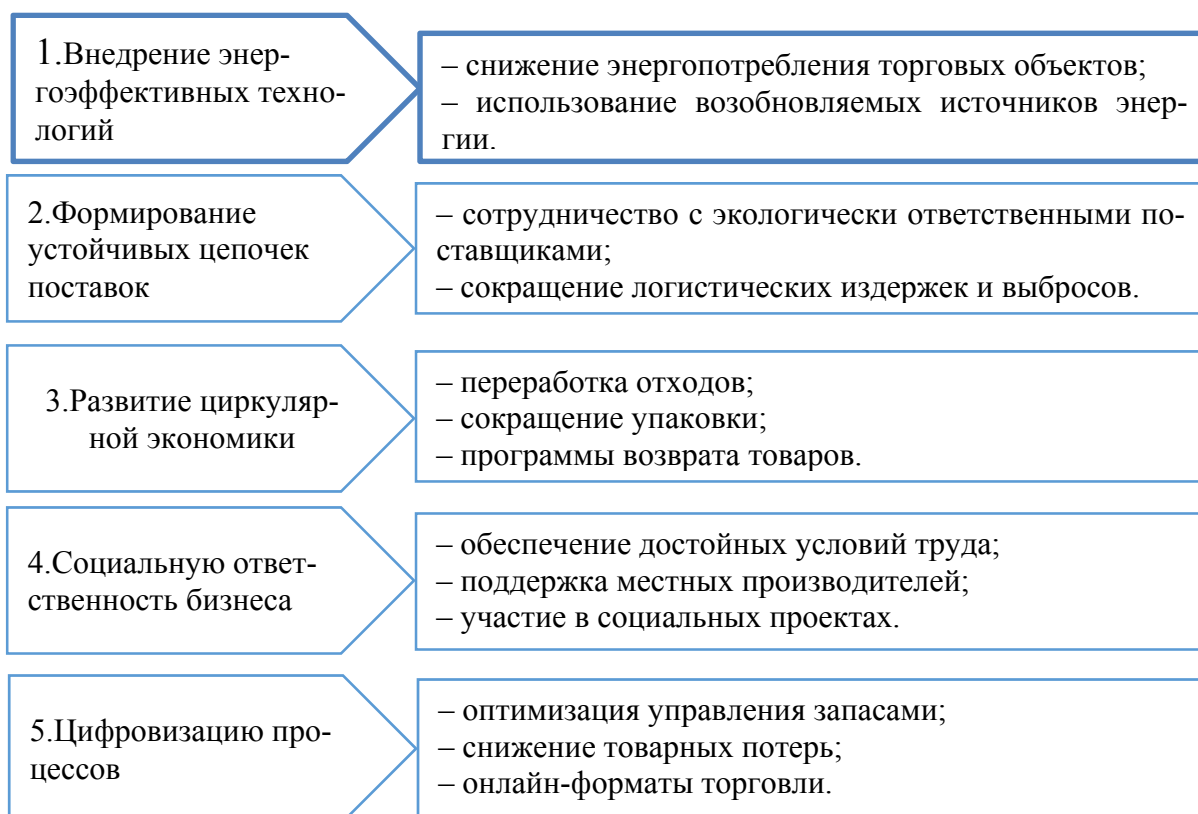 1.Внедрение энер-
гоэффективных техно-
логий
– снижение энергопотребления торговых объектов;
– использование возобновляемых источников энер-
гии.
2.Формирование
устойчивых цепочек
поставок
– сотрудничество с экологически ответственными по-
ставщиками;
– сокращение логистических издержек и выбросов.
3.Развитие циркуляр-
ной экономики
– переработка отходов;
– сокращение упаковки;
– программы возврата товаров.
4.Социальную ответ-
ственность бизнеса
– обеспечение достойных условий труда;
– поддержка местных производителей;
– участие в социальных проектах.
5.Цифровизацию про-
цессов
– оптимизация управления запасами;
– снижение товарных потерь;
– онлайн-форматы торговли.